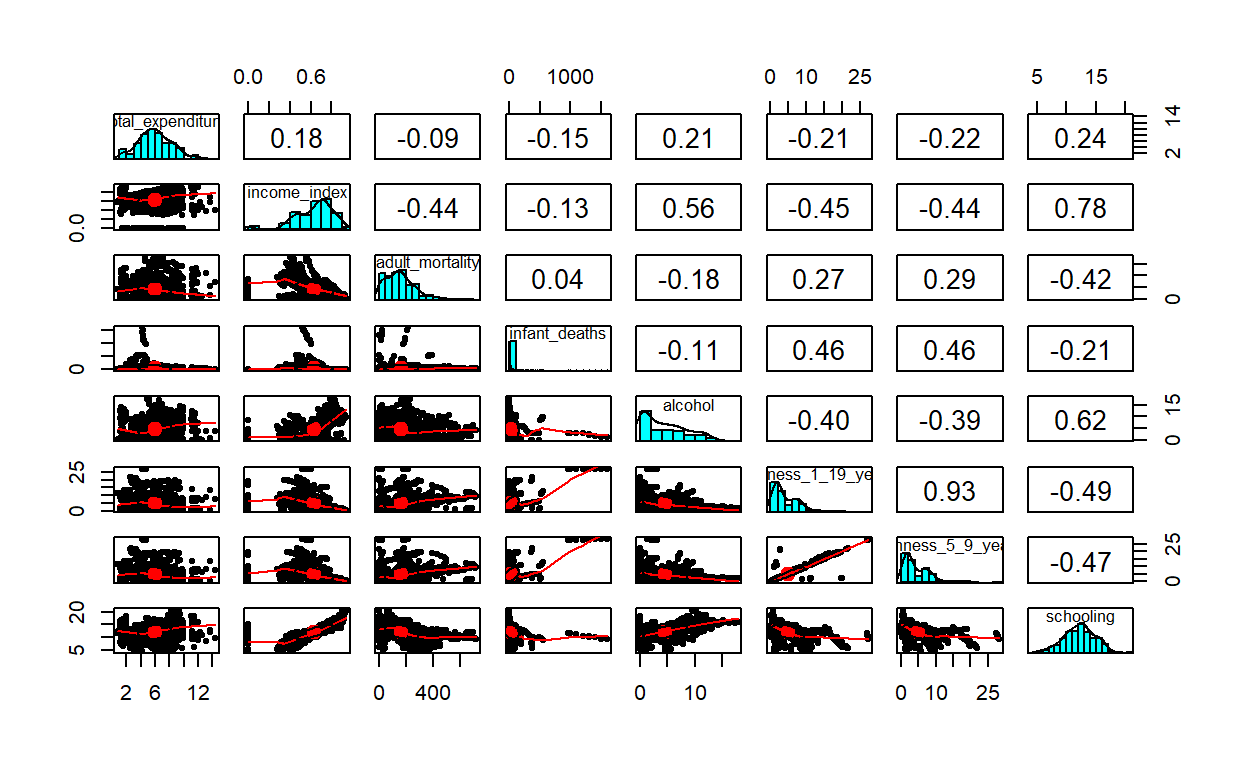 0.0 0.6 0 1000 0 10 25 5 15
otal_expenditur 0.18 -0.09 -0.15 0.21 -0.21 -0.22 0.24 2 14
0.0 income_index -0.44 -0.13 0.56 -0.45 -0.44 0.78
adult_mortality 0.04 -0.18 0.27 0.29 -0.42 0
0 infant_deaths -0.11 0.46 0.46 -0.21
alcohol -0.40 -0.39 0.62 0 15
0 25 ness_1_19_ye 0.93 -0.49
nness_5_9_yea -0.47 0 25
5 20 schooling
2 6 12 0 400 0 10 0 10 25